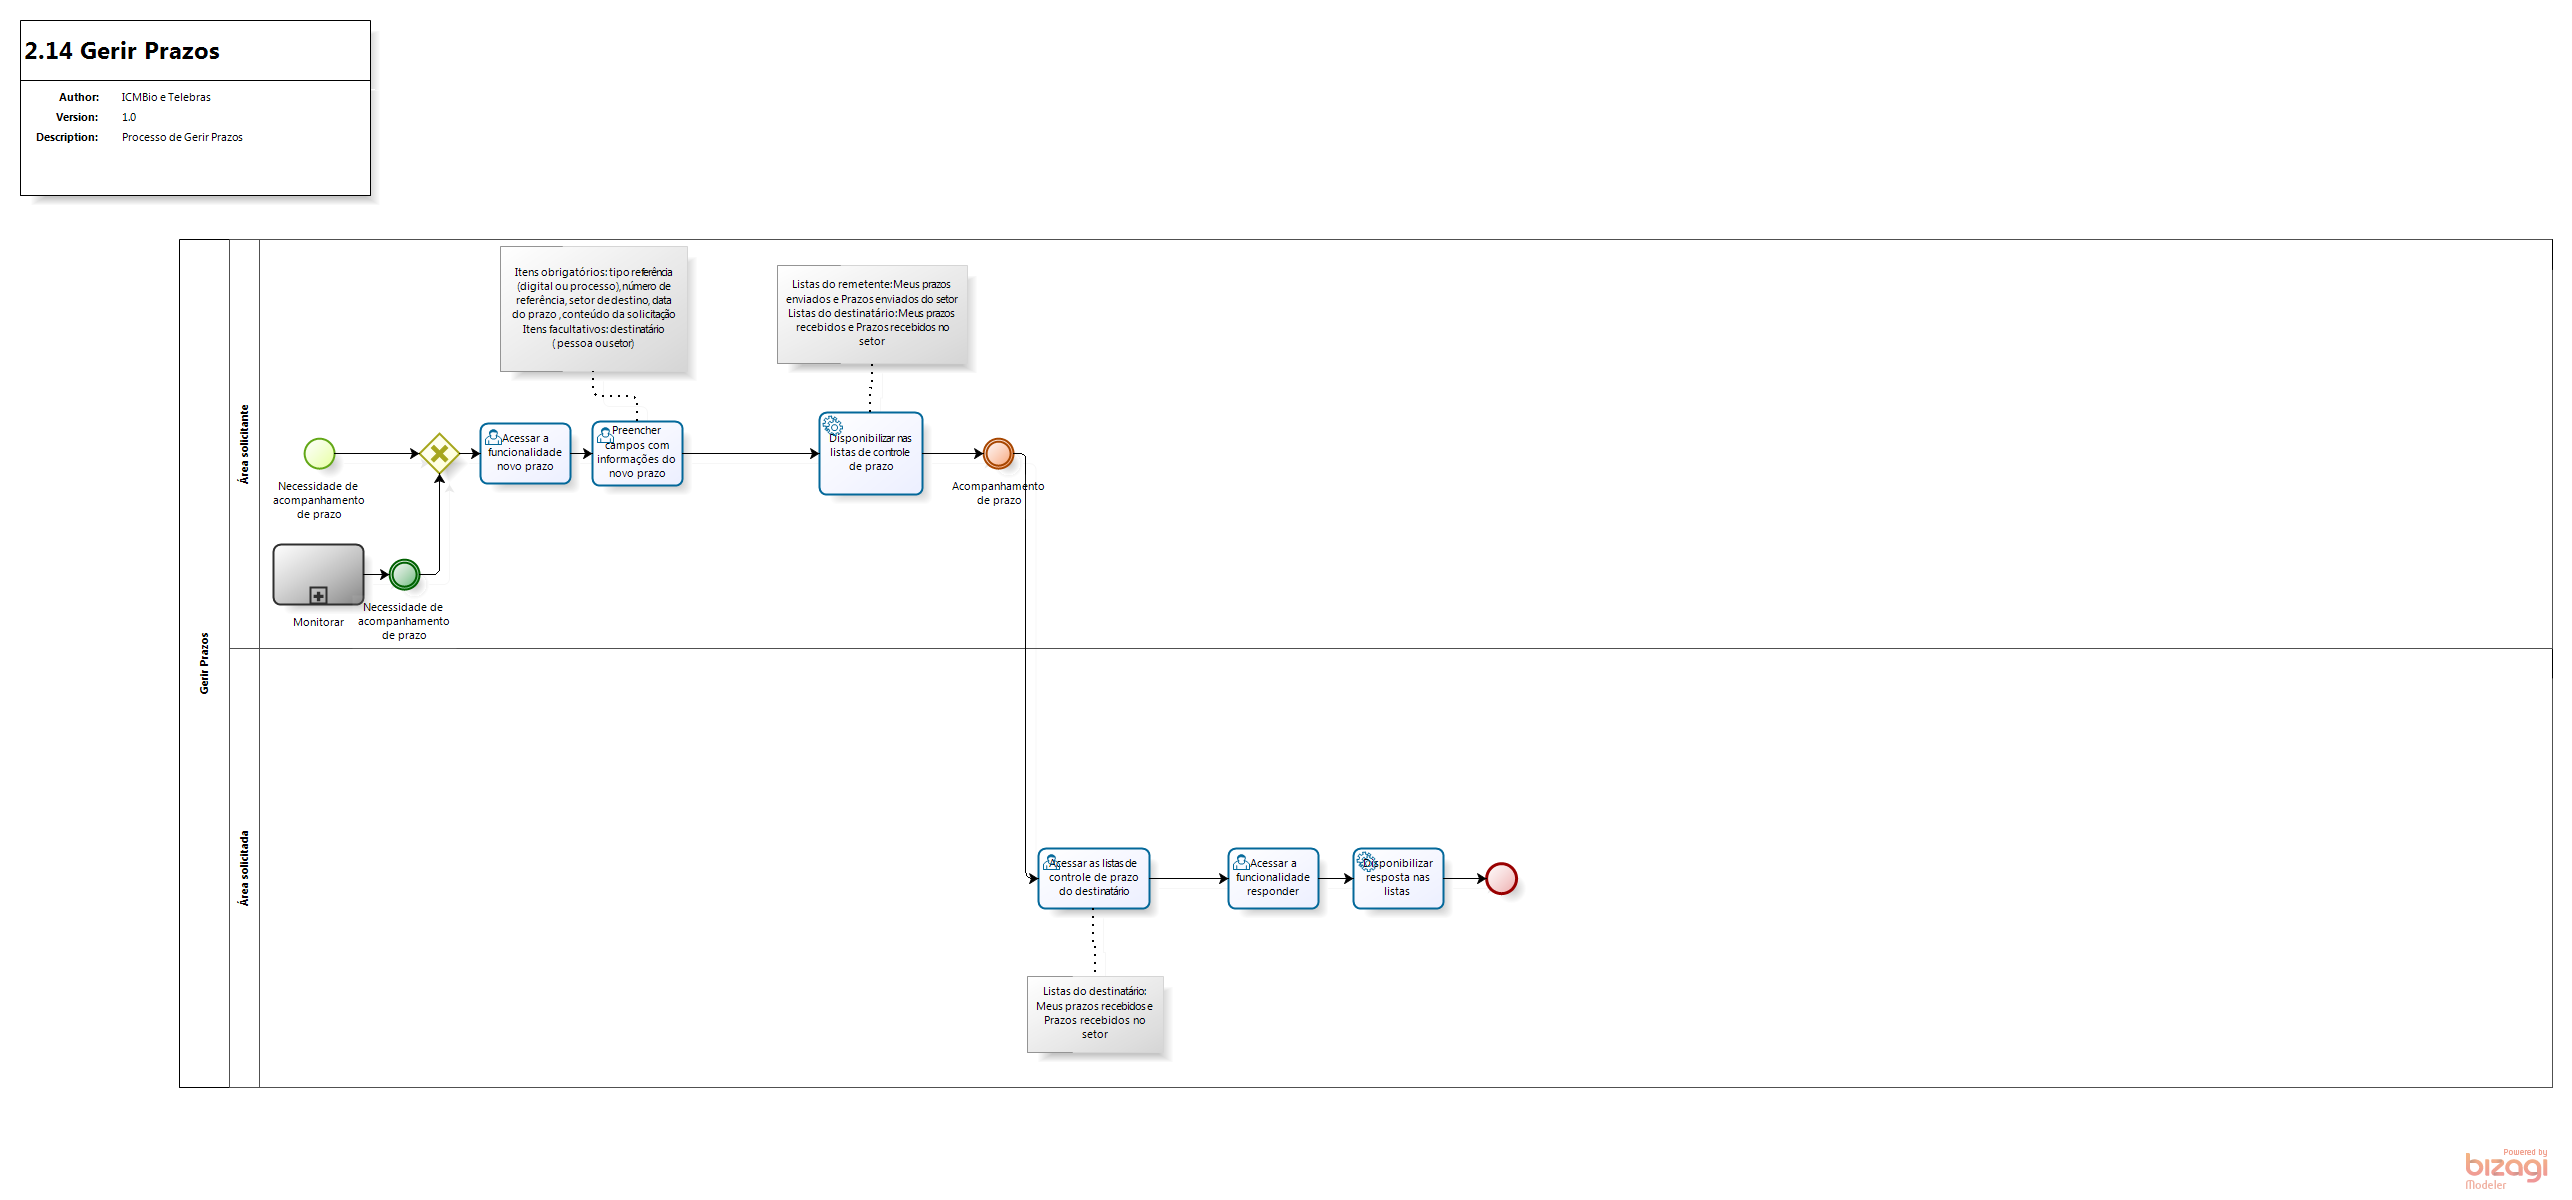 2.14 Gerir Prazos
Author: ICMBio e Telebras
Version: 1.0
Description: Processo de Gerir Prazos
Gerir Prazos
Área solicitante
Itens obrigatórios: tipo referência
(digital ou processo), número de
referência, setor de destino, data
do prazo , conteúdo da solicitação
Itens facultativos: destinatário
( pessoa ou setor)
Listas do remetente: Meus prazos
enviados e Prazos enviados do setor
Listas do destinatário: Meus prazos
recebidos e Prazos recebidos no
setor
Necessidade de
acompanhamento
de prazo
Acessar a
funcionalidade
novo prazo
Preencher
campos com
informações do
novo prazo
Disponibilizar nas
listas de controle
de prazo
Acompanhamento
de prazo
Monitorar
Necessidade de
acompanhamento
de prazo
Área solicitada
Acessar as listas de
controle de prazo
do destinatário
Acessar a
funcionalidade
responder
Disponibilizar
resposta nas
listas
Listas do destinatário:
Meus prazos recebidos e
Prazos recebidos no
setor
Powered by
bizagi
Modeler